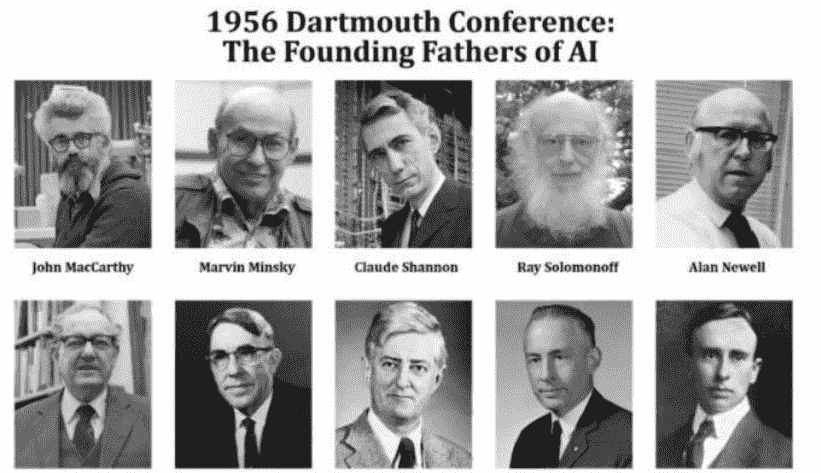 1956 Dartmouth Conference:
The Founding Fathers of AI
John MacCarthy
Marvin Minsky
Claude Shannon
Ray Solomonoff
Alan Newell